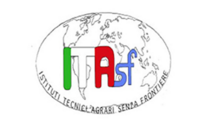 ITAsf
ISTITUTI TECNICI AGRARI SENZA FRONTIERE